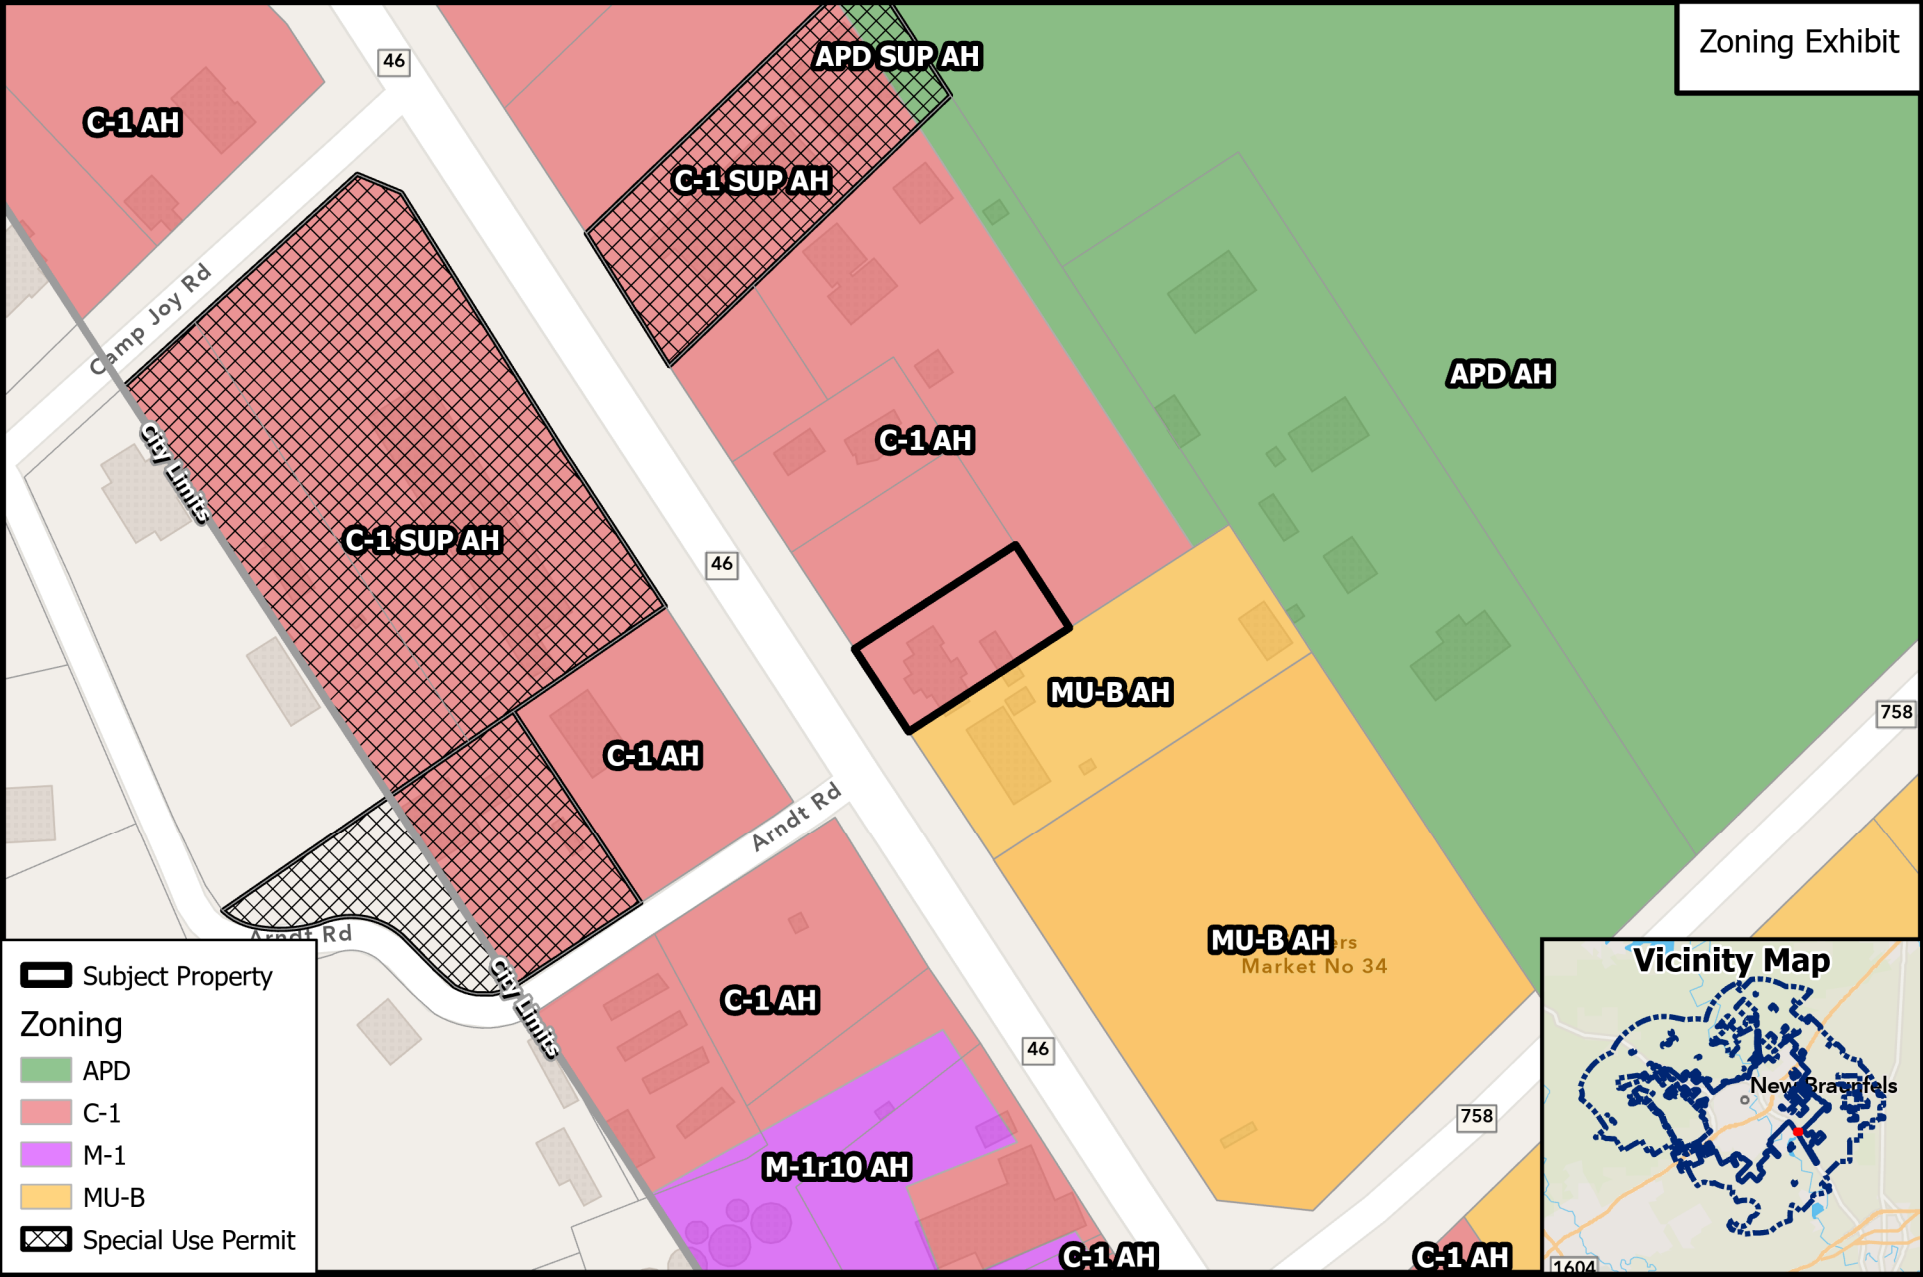 Zoning Exhibit
46
APD SUP AH
C-1 AH
C-1 SUP AH
Camp Joy Rd
APD AH
City Limits
C-1 AH
C-1 SUP AH
46
MU-B AH
758
C-1 AH
Arndt Rd
MU-B AH
Market No 34
Arndt Rd
City Limits
C-1 AH
46
758
M-1r10 AH
C-1 AH
C-1 AH
Subject Property
Zoning
APD
C-1
M-1
MU-B
Special Use Permit
Vicinity Map
New Braunfels
1604